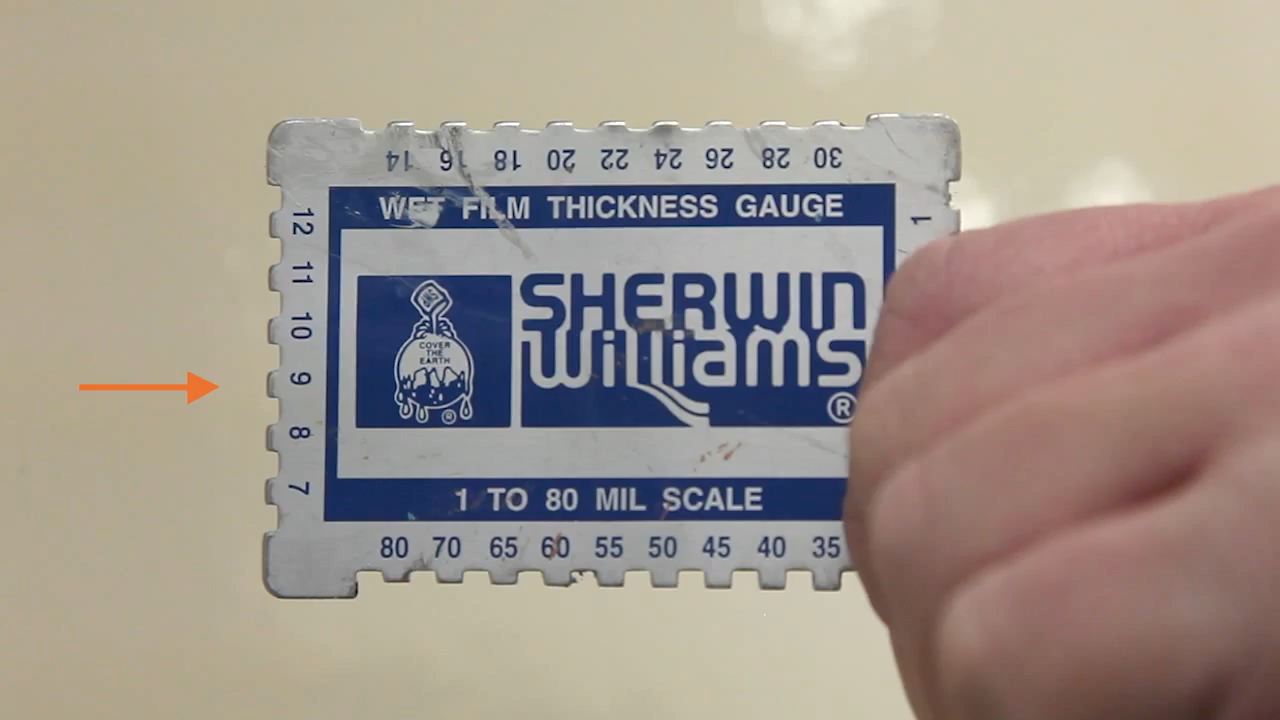 14 16 18 20 22 24 26 28 30
WET FILM THICKNESS GAUGE
12
11
10
9
8
7
1
COVER
THE
EARTH
®
SHERWIN
WILLIAMS
®
1 TO 80 MIL SCALE
80 70 65 60 55 50 45 40 35